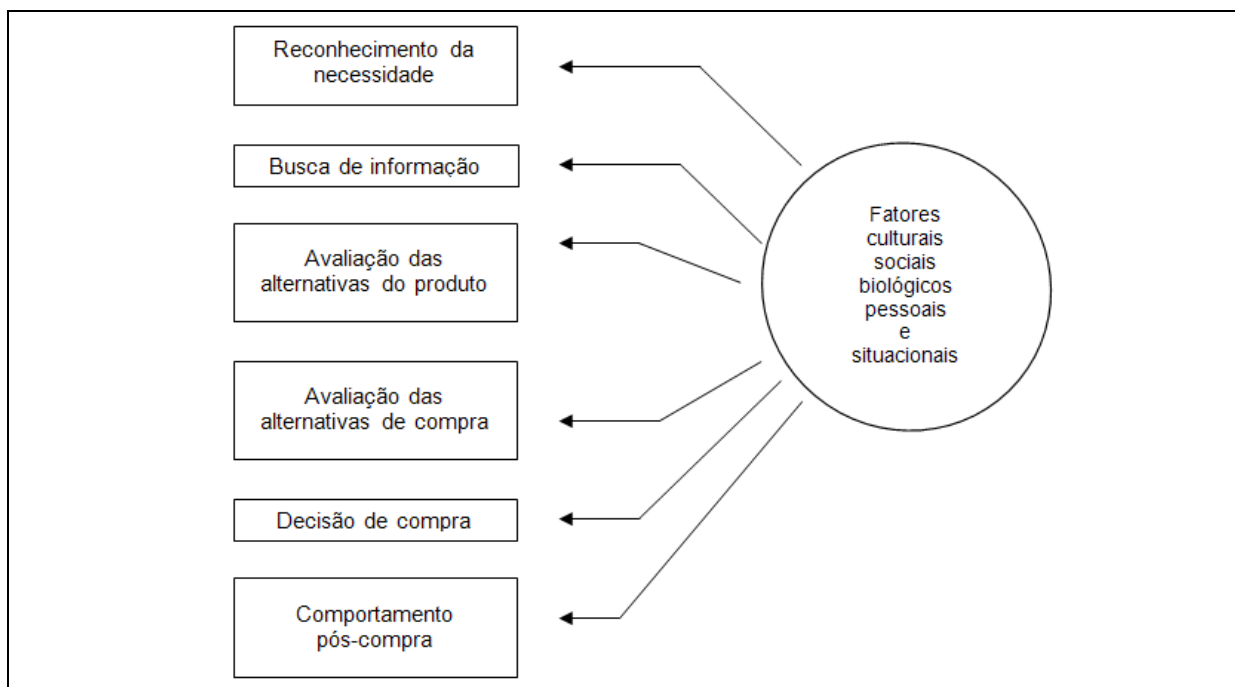 Reconhecimento da
necessidade
Busca de informação
Avaliação das
alternativas do produto
Avaliação das
alternativas de compra
Decisão de compra
Comportamento
pós-compra
Fatores
culturais
sociais
biológicos
pessoais
e
situacionais